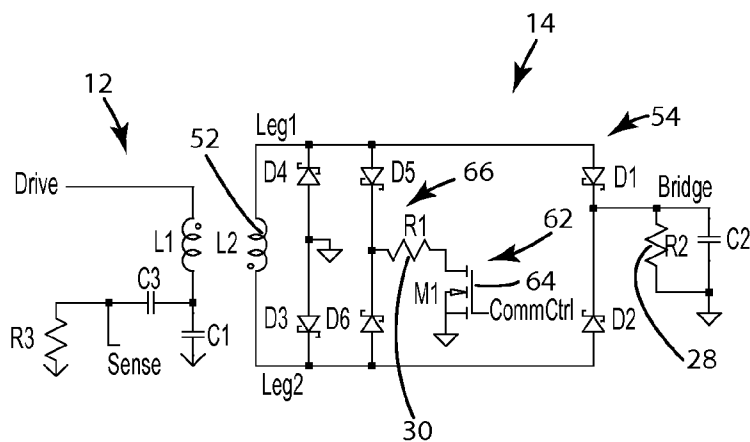 14
12
54
Leg1
52
D4
D5
66
D1
Drive
Bridge
R1
62
L1
L2
R2
C2
M1
64
C3
CommCtrl
R3
C1
D3
D6
D2
Sense
28
Leg2
30